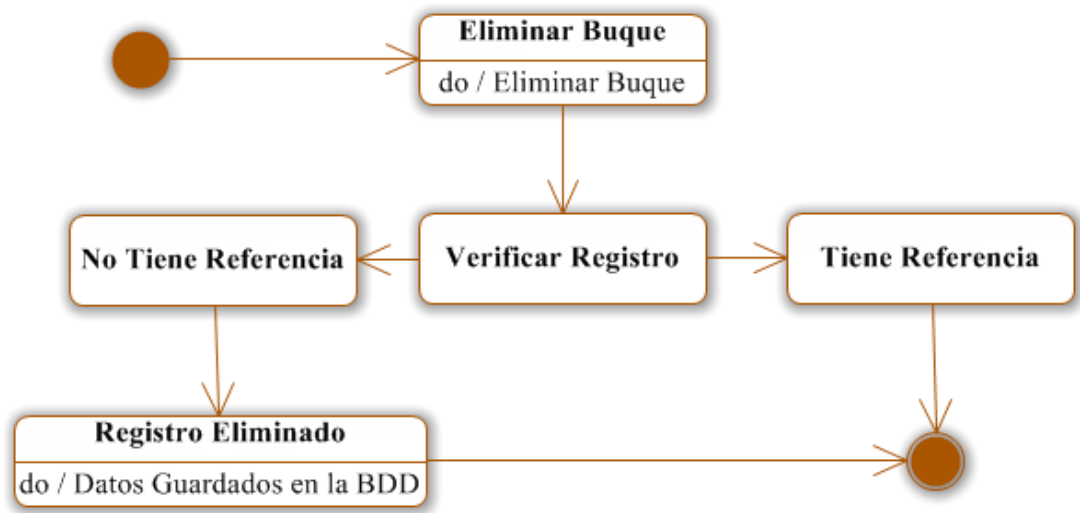 Eliminar Buque
do / Eliminar Buque
No Tiene Referencia
Verificar Registro
Tiene Referencia
Registro Eliminado
do / Datos Guardados en la BDD